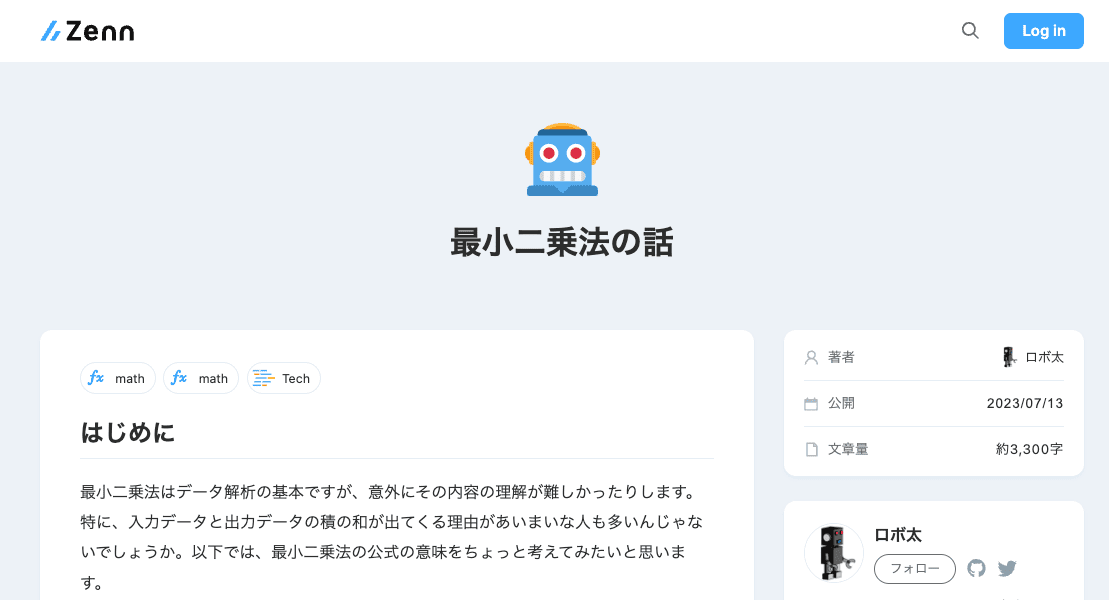 Zenn
Log in
最小二乗法の話
math
math
Tech
はじめに
最小二乗法はデータ解析の基本ですが、意外にその内容の理解が難しかったりします。
特に、入力データと出力データの積の和が出てくる理由があいまいな人も多いんじゃな
いでしょうか。以下では、最小二乗法の公式の意味をちょっと考えてみたいと思いま
す。
著者
ロボ太
公開
2023/07/13
文章量
約3,300字
ロボ太
フォロー